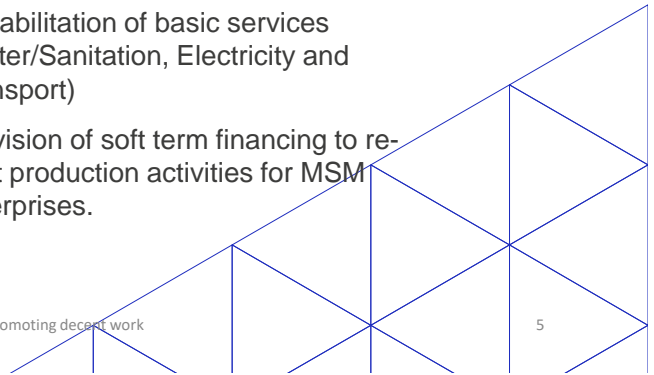 abilitation of basic services
ter/Sanitation, Electricity and
nsport)
vision of soft term financing to re-
t production activities for MSM
erprises.
omoting decent work
5